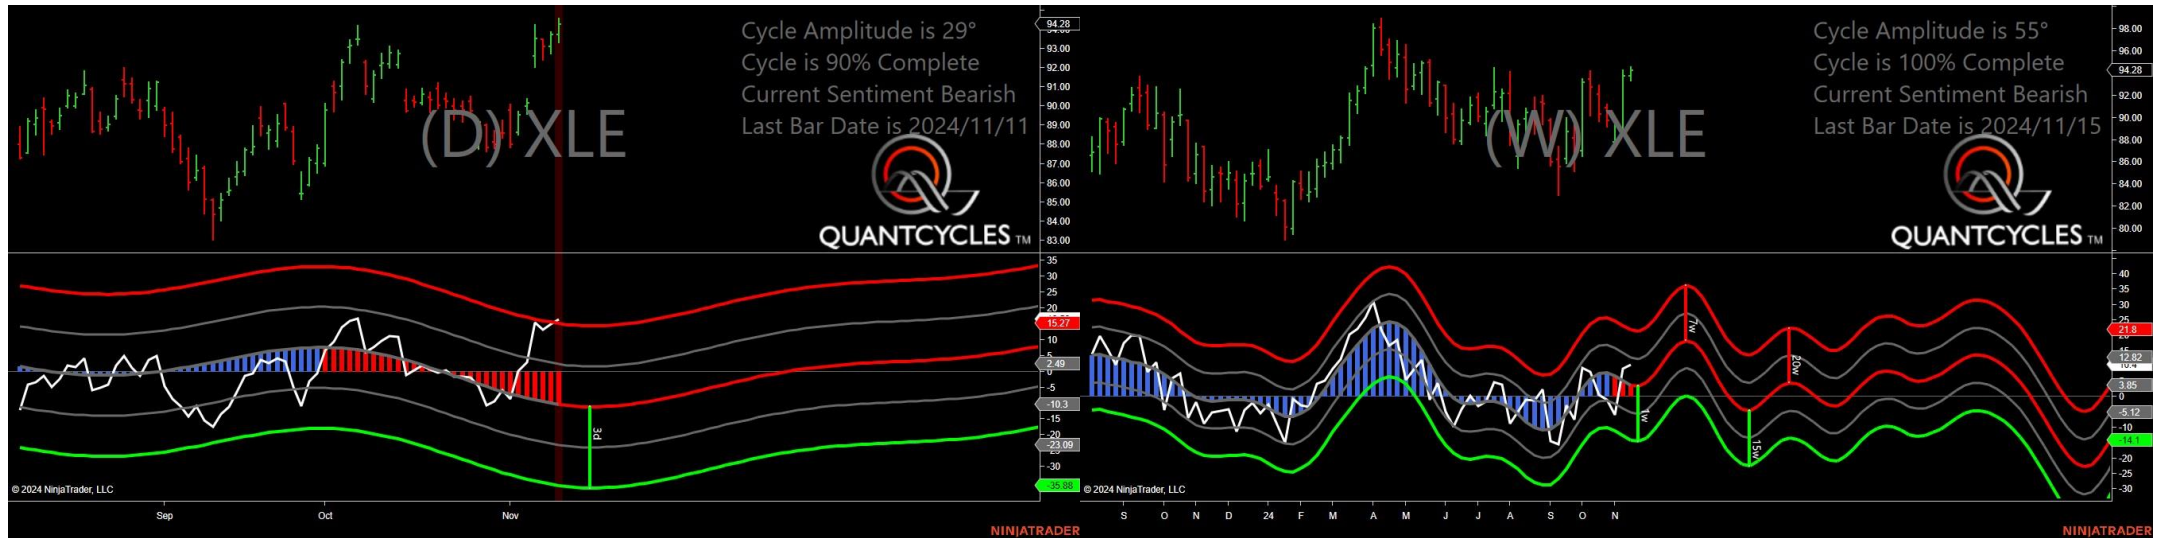 Cycle Amplitude is 29°
Cycle is 90% Complete
Current Sentiment Bearish
Last Bar Date is 2024/11/11
(D) XLE
QUANTCYCLES TM
94.28
93.00
92.00
91.00
90.00
89.00
88.00
87.00
86.00
85.00
84.00
83.00
35
30
25
20
15.27
10
5
2.49
0
-5
-10.3
-15
-20
-23.09
-30
-35.88
3d
© 2024 NinjaTrader, LLC
Sep Oct Nov
NINJATRADER
Cycle Amplitude is 55°
Cycle is 100% Complete
Current Sentiment Bearish
Last Bar Date is 2024/11/15
(W) XLE
QUANTCYCLES TM
98.00
96.00
94.28
92.00
90.00
88.00
86.00
84.00
82.00
80.00
40
35
30
25
21.8
15
12.82
10.4
3.85
0
-5.12
-10
-14.1
-20
-25
-30
7w
20w
1w
15w
© 2024 NinjaTrader, LLC
S O N D 24 F M A M J J A S O N
NINJATRADER